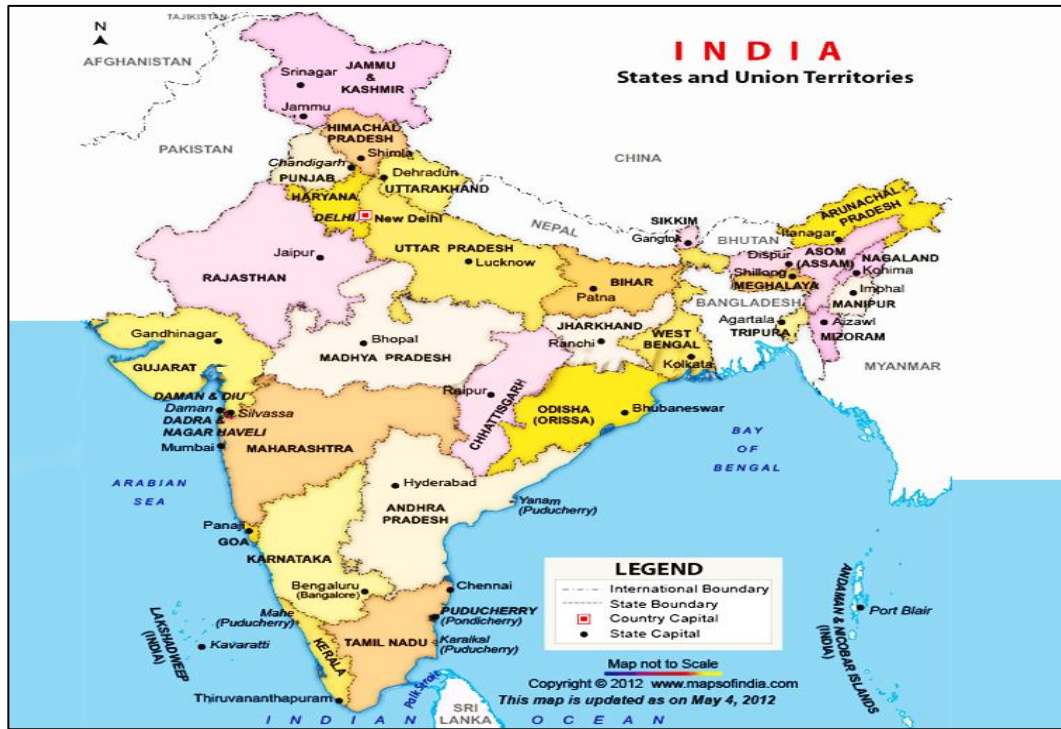 N
TAJIKISTAN
AFGHANISTAN
INDIA
States and Union Territories
JAMMU
&
KASHMIR
Srinagar
Jammu
HIMACHAL
PRADESH
Shimla
PAKISTAN
CHINA
Chandigarh
PUNJAB
Dehradun
UTTARAKHAND
HARYANA
DELHI
New Delhi
NEPAL
SIKKIM
Gangtok
BHUTAN
ARUNACHAL
PRADESH
Itanagar
Dispur
ASOM
(ASSAM)
NAGALAND
Shillong
Kohima
MEGHALAYA
Imphal
MANIPUR
BANGLADESH
Agartala
TRIPURA
Aizawl
MIZORAM
MYANMAR
Jaipur
RAJASTHAN
UTTAR PRADESH
Lucknow
BIHAR
Patna
JHARKHAND
Ranchi
WEST
BENGAL
Kolkata
Gandhinagar
GUJARAT
Bhopal
MADHYA PRADESH
Raipur
CHHATTISGARH
ODISHA
(ORISSA)
Bhubaneswar
DAMAN & DIU
Daman
Silvassa
DADRA &
NAGAR HAVELI
Mumbai
MAHARASHTRA
BAY
OF
BENGAL
ARABIAN
SEA
Hyderabad
ANDHRA
PRADESH
Yanam
(Puducherry)
Panaji
GOA
KARNATAKA
Bengaluru
(Bangalore)
Chennai
Mahe
(Puducherry)
PUDUCHERRY
(Pondicherry)
TAMIL NADU
Karaikal
(Puducherry)
KERALA
LAKSHADWEEP
(INDIA)
Kavaratti
Thiruvananthapuram
Palk Strait
SRI
LANKA
INDIAN OCEAN
LEGEND
International Boundary
State Boundary
Country Capital
State Capital
Map not to Scale
Copyright © 2012 www.mapsofindia.com
This map is updated as on May 4, 2012
ANDAMAN & NICOBAR ISLANDS
(INDIA)
Port Blair